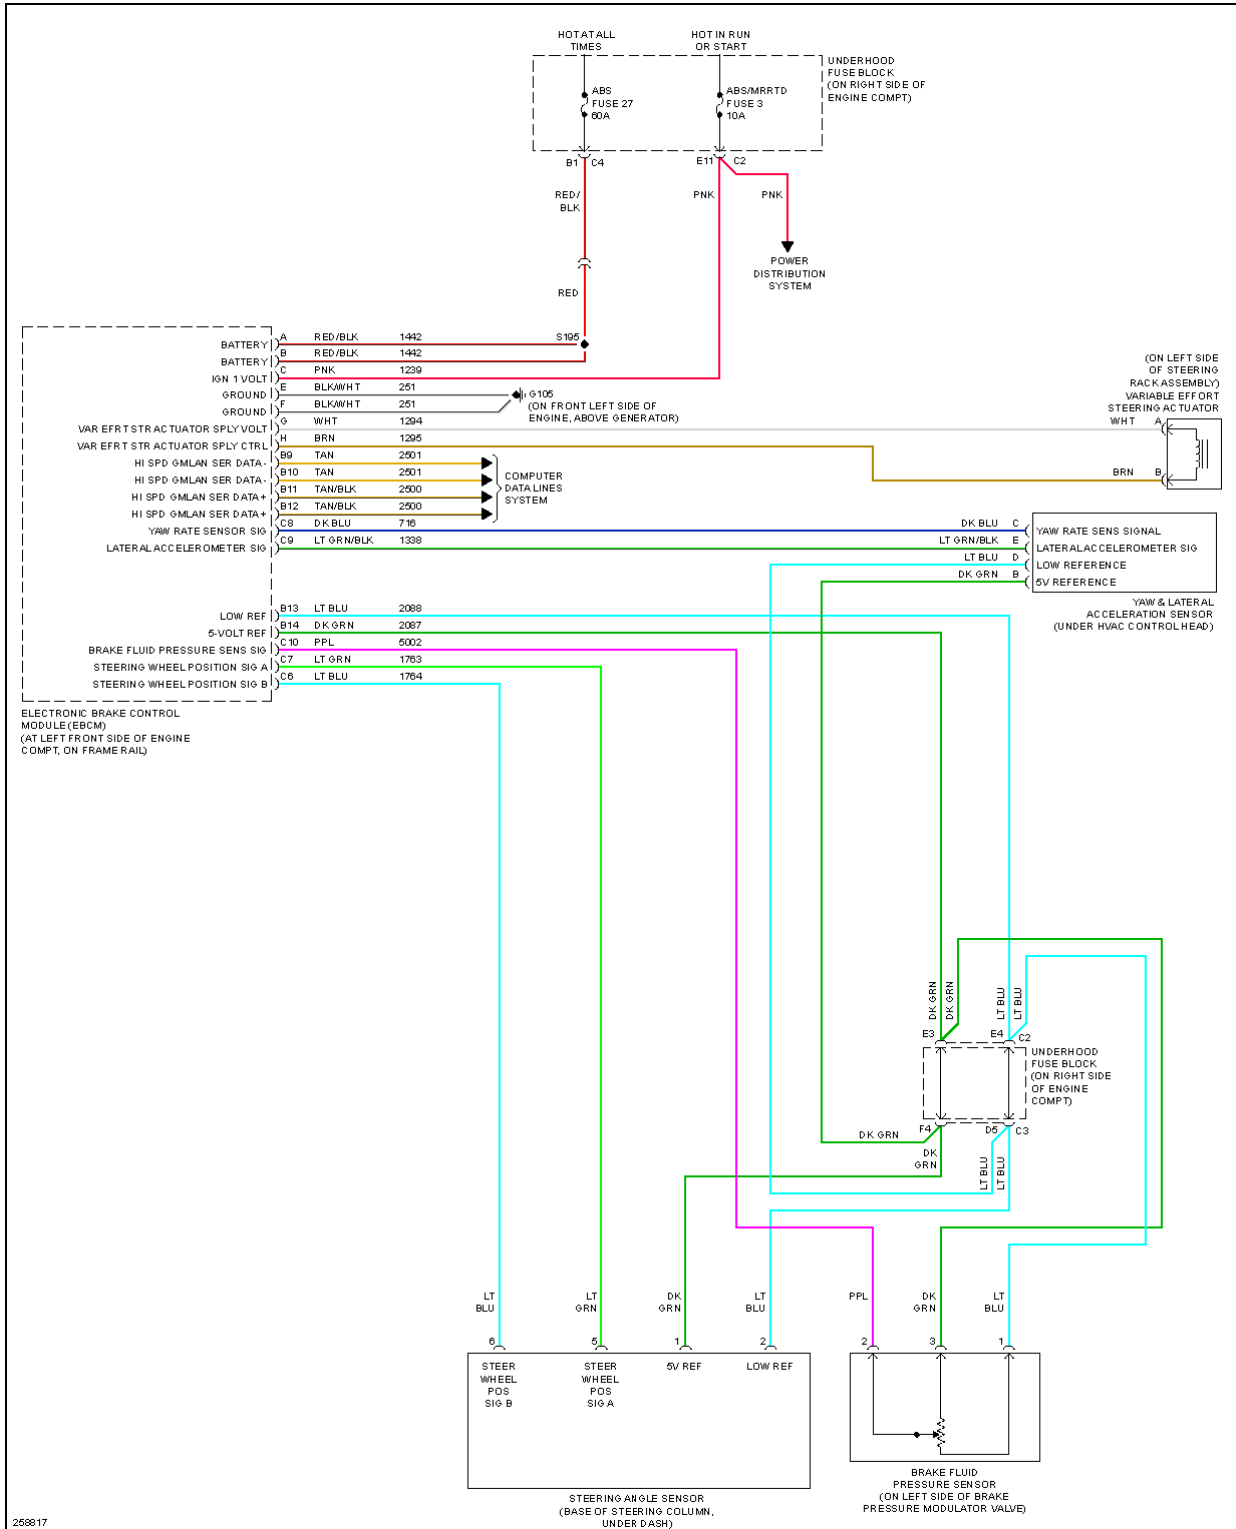 HOT AT ALL
TIMES
HOT IN RUN
OR START
UNDERHOOD
FUSE BLOCK
(ON RIGHT SIDE OF
ENGINE COMPT)
ABS
FUSE 27
60A
ABS/MRRTD
FUSE 3
10A
B1 C4
E11 C2
RED/
BLK
PNK
PNK
POWER
DISTRIBUTION
SYSTEM
RED
S195
BATTERY A RED/BLK 1442
BATTERY B RED/BLK 1442
IGN 1 VOLT C PNK 1239
GROUND E BLK/WHT 251
GROUND F BLK/WHT 251
VAR EFRT STR ACTUATOR SPLY VOLT G WHT 1294
VAR EFRT STR ACTUATOR SPLY CTRL H BRN 1295
HI SPD GMLAN SER DATA- B9 TAN 2501
HI SPD GMLAN SER DATA- B10 TAN 2501
HI SPD GMLAN SER DATA+ B11 TAN/BLK 2500
HI SPD GMLAN SER DATA+ B12 TAN/BLK 2500
YAW RATE SENSOR SIG C8 DK BLU 716
LATERAL ACCELEROMETER SIG C9 LT GRN/BLK 1338
LOW REF B13 LT BLU 2088
5-VOLT REF B14 DK GRN 2087
BRAKE FLUID PRESSURE SENS SIG C10 PPL 5002
STEERING WHEEL POSITION SIG A C7 LT GRN 1763
STEERING WHEEL POSITION SIG B C6 LT BLU 1764
ELECTRONIC BRAKE CONTROL
MODULE (EBCM)
(AT LEFT FRONT SIDE OF ENGINE
COMPT, ON FRAME RAIL)
G105
(ON FRONT LEFT SIDE OF
ENGINE, ABOVE GENERATOR)
COMPUTER
DATA LINES
SYSTEM
(ON LEFT SIDE
OF STEERING
RACK ASSEMBLY)
VARIABLE EFFORT
STEERING ACTUATOR
WHT A
BRN B
DK BLU C YAW RATE SENS SIGNAL
LT GRN/BLK E LATERAL ACCELEROMETER SIG
LT BLU D LOW REFERENCE
DK GRN B 5V REFERENCE
YAW & LATERAL
ACCELERATION SENSOR
(UNDER HVAC CONTROL HEAD)
DK GRN
DK GRN
LT BLU
LT BLU
E3 E4 C2
UNDERHOOD
FUSE BLOCK
(ON RIGHT SIDE
OF ENGINE
COMPT)
F4 D5 C3
DK GRN
DK
GRN
LT BLU
LT BLU
LT
BLU
LT
GRN
DK
GRN
LT
BLU
PPL
DK
GRN
LT
BLU
6 5 1 2 2 3 1
STEER
WHEEL
POS
SIG B
STEER
WHEEL
POS
SIG A
5V REF
LOW REF
STEERING ANGLE SENSOR
(BASE OF STEERING COLUMN,
UNDER DASH)
BRAKE FLUID
PRESSURE SENSOR
(ON LEFT SIDE OF BRAKE
PRESSURE MODULATOR VALVE)
258817